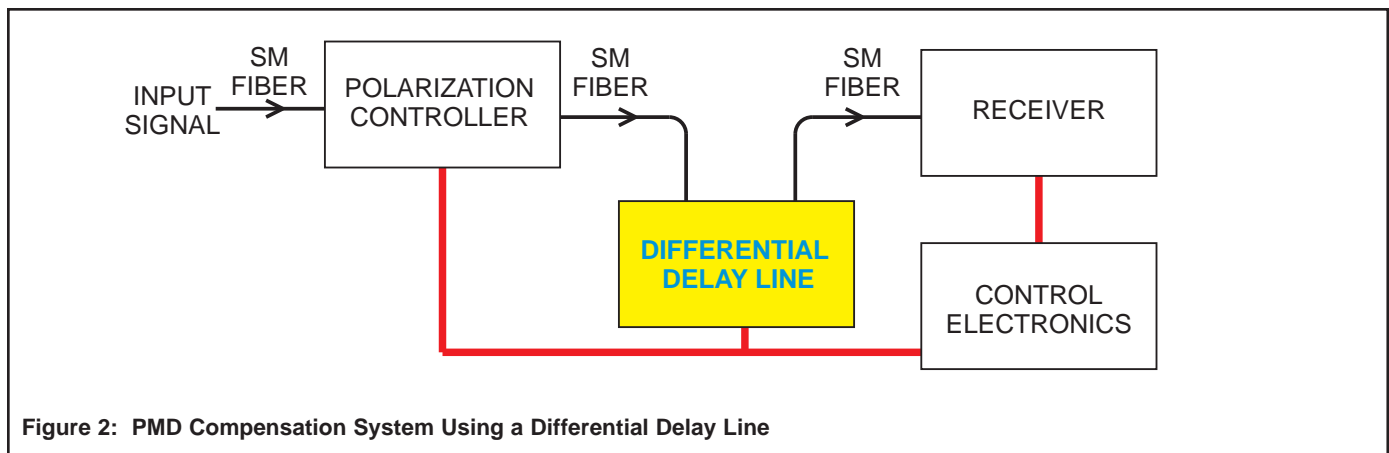 INPUT
SIGNAL
SM
FIBER
POLARIZATION
CONTROLLER
SM
FIBER
DIFFERENTIAL
DELAY LINE
SM
FIBER
RECEIVER
CONTROL
ELECTRONICS
Figure 2: PMD Compensation System Using a Differential Delay Line